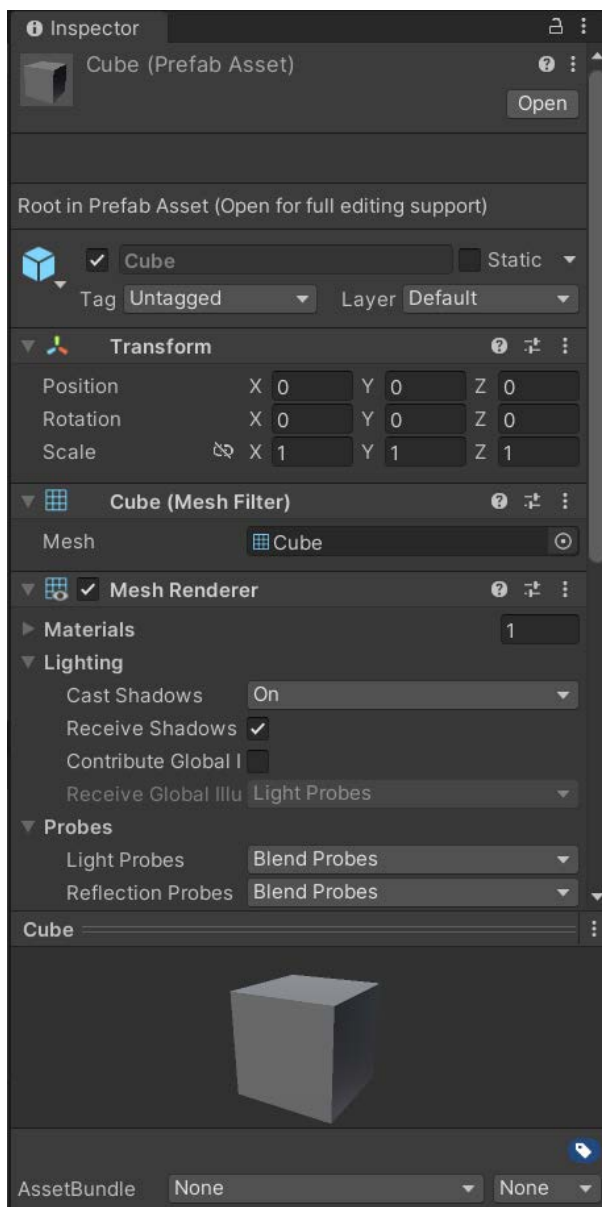 Inspector
Cube (Prefab Asset)
Open
Root in Prefab Asset (Open for full editing support)
Cube Static
Tag Untagged Layer Default
Transform
Position X 0 Y 0 Z 0
Rotation X 0 Y 0 Z 0
Scale X 1 Y 1 Z 1
Cube (Mesh Filter)
Mesh Cube
Mesh Renderer
Materials 1
Lighting
Cast Shadows On
Receive Shadows
Contribute Global I
Receive Global Illu Light Probes
Probes
Light Probes Blend Probes
Reflection Probes Blend Probes
Cube
AssetBundle None None